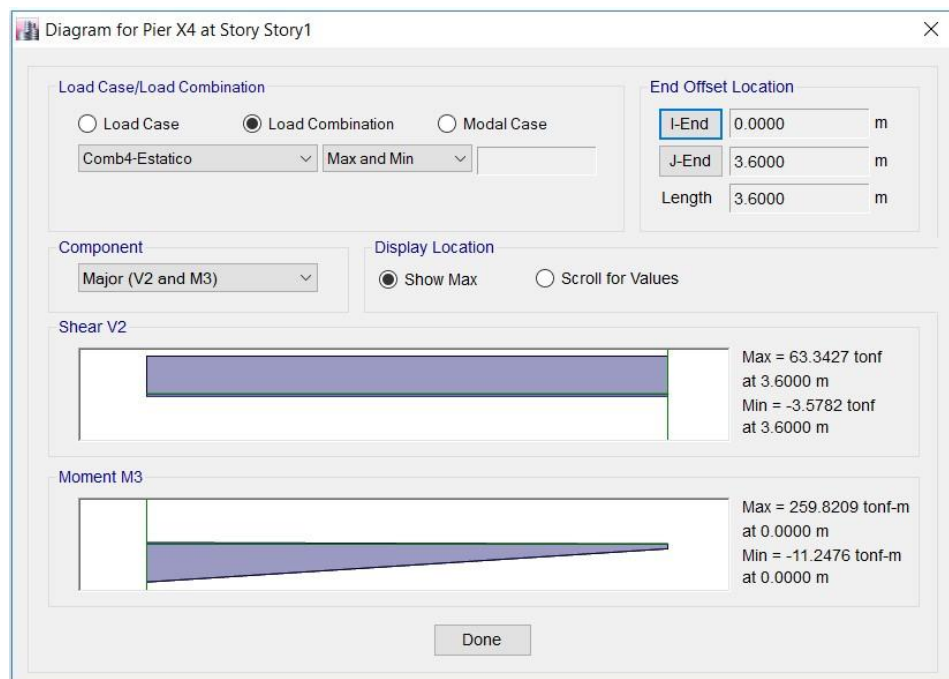 Diagram for Pier X4 at Story Story1
Load Case/Load Combination
Load Case Load Combination Modal Case
Comb4-Estatico Max and Min
End Offset Location
I-End 0.0000 m
J-End 3.6000 m
Length 3.6000 m
Component
Major (V2 and M3)
Display Location
Show Max Scroll for Values
Shear V2
Max = 63.3427 tonf
at 3.6000 m
Min = -3.5782 tonf
at 3.6000 m
Moment M3
Max = 259.8209 tonf-m
at 0.0000 m
Min = -11.2476 tonf-m
at 0.0000 m
Done